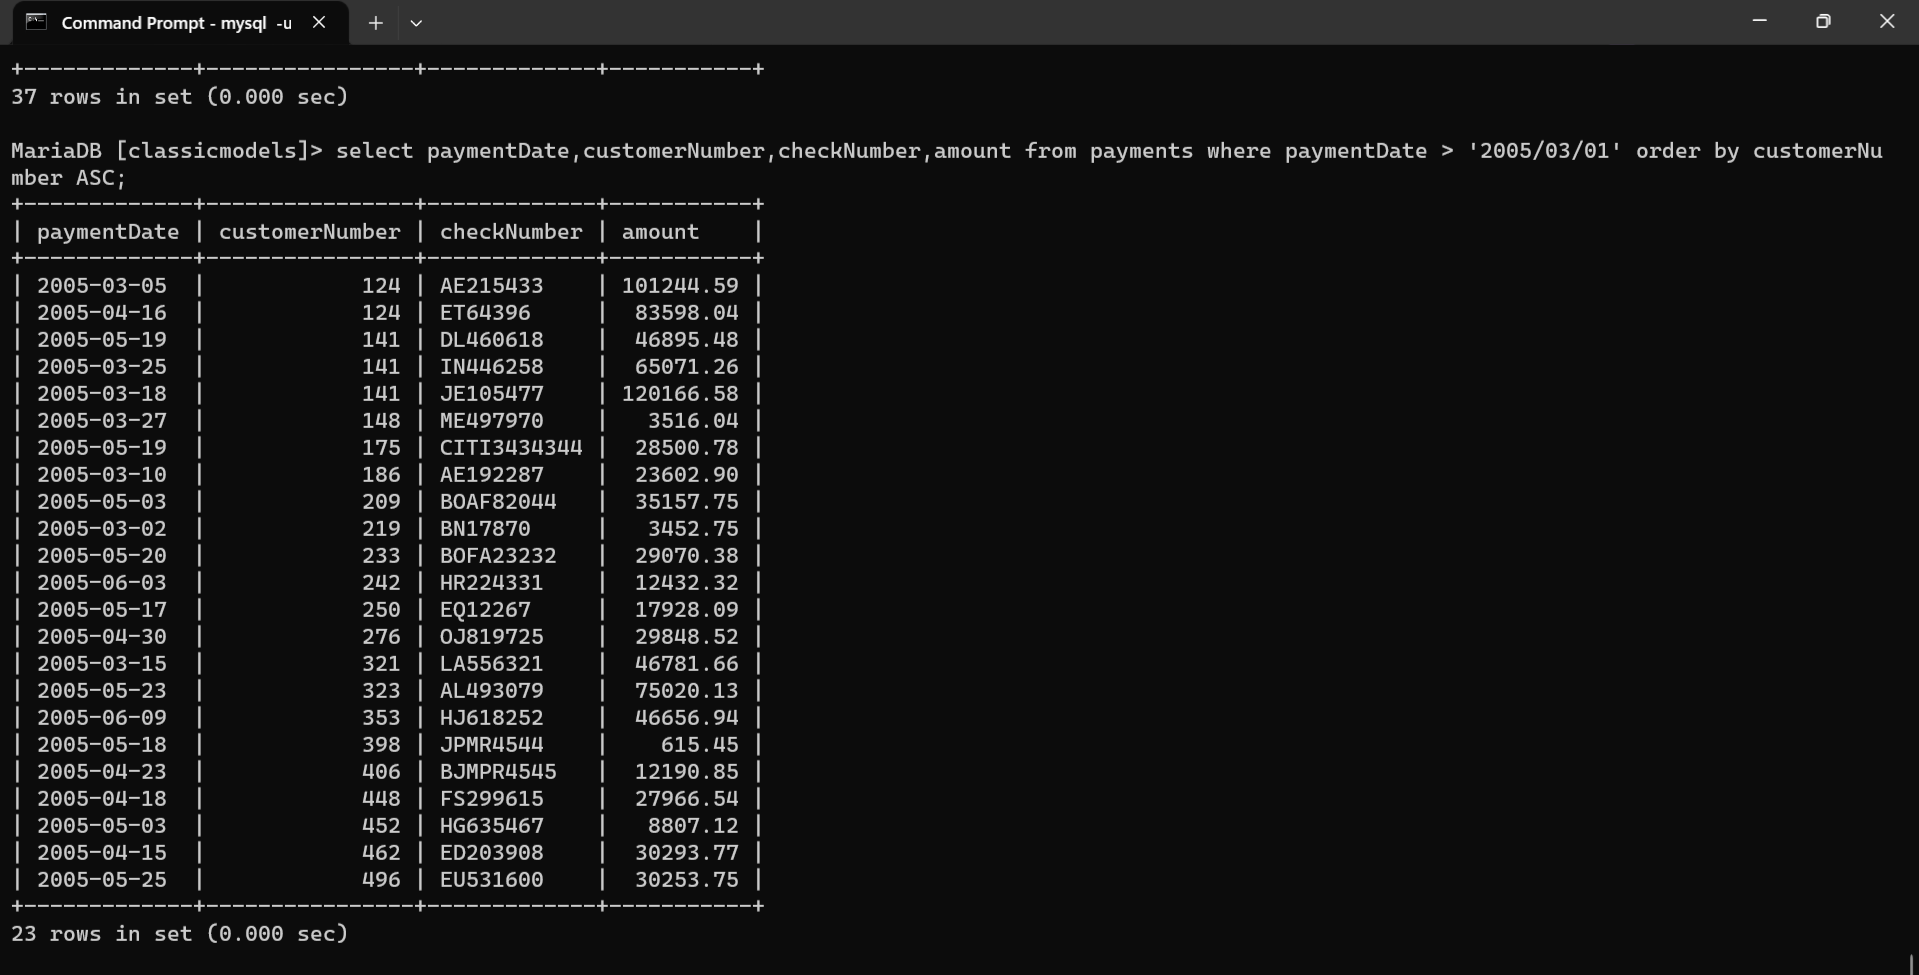 Command Prompt - mysql -u
+-------------+----------------+-------------+-----------+
37 rows in set (0.000 sec)
MariaDB [classicmodels]> select paymentDate,customerNumber,checkNumber,amount from payments where paymentDate > '2005/03/01' order by customerNu
mber ASC;
+-------------+----------------+-------------+-----------+
| paymentDate | customerNumber | checkNumber | amount    |
+-------------+----------------+-------------+-----------+
| 2005-03-05  |            124 | AE215433    | 101244.59 |
| 2005-04-16  |            124 | ET64396     |  83598.04 |
| 2005-05-19  |            141 | DL460618    |  46895.48 |
| 2005-03-25  |            141 | IN446258    |  65071.26 |
| 2005-03-18  |            141 | JE105477    | 120166.58 |
| 2005-03-27  |            148 | ME497970    |   3516.04 |
| 2005-05-19  |            175 | CITI3434344 |  28500.78 |
| 2005-03-10  |            186 | AE192287    |  23602.90 |
| 2005-05-03  |            209 | BOAF82044   |  35157.75 |
| 2005-03-02  |            219 | BN17870     |   3452.75 |
| 2005-05-20  |            233 | BOFA23232   |  29070.38 |
| 2005-06-03  |            242 | HR224331    |  12432.32 |
| 2005-05-17  |            250 | EQ12267     |  17928.09 |
| 2005-04-30  |            276 | OJ819725    |  29848.52 |
| 2005-03-15  |            321 | LA556321    |  46781.66 |
| 2005-05-23  |            323 | AL493079    |  75020.13 |
| 2005-06-09  |            353 | HJ618252    |  46656.94 |
| 2005-05-18  |            398 | JPMR4544    |    615.45 |
| 2005-04-23  |            406 | BJMPR4545   |  12190.85 |
| 2005-04-18  |            448 | FS299615    |  27966.54 |
| 2005-05-03  |            452 | HG635467    |   8807.12 |
| 2005-04-15  |            462 | ED203908    |  30293.77 |
| 2005-05-25  |            496 | EU531600    |  30253.75 |
+-------------+----------------+-------------+-----------+
23 rows in set (0.000 sec)